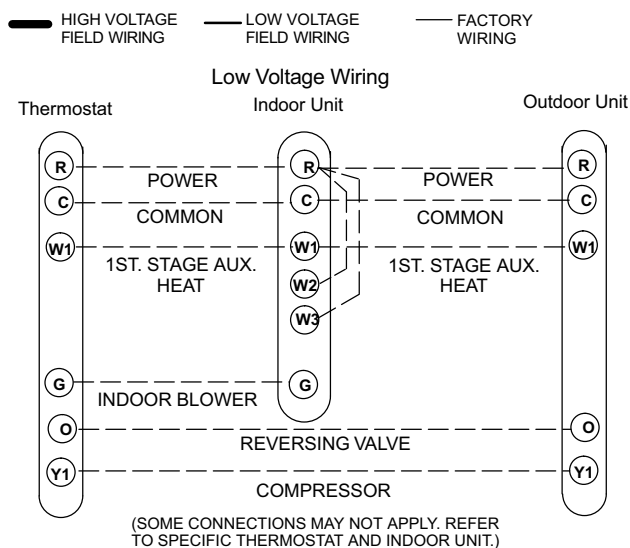 HIGH VOLTAGE
FIELD WIRING
LOW VOLTAGE
FIELD WIRING
FACTORY
WIRING
Low Voltage Wiring
Thermostat
Indoor Unit
Outdoor Unit
R
R
R
POWER
POWER
C
C
C
COMMON
COMMON
W1
W1
W1
1ST. STAGE AUX.
HEAT
1ST. STAGE AUX.
HEAT
W2
W3
G
G
INDOOR BLOWER
O
O
REVERSING VALVE
Y1
Y1
COMPRESSOR
(SOME CONNECTIONS MAY NOT APPLY. REFER
TO SPECIFIC THERMOSTAT AND INDOOR UNIT.)